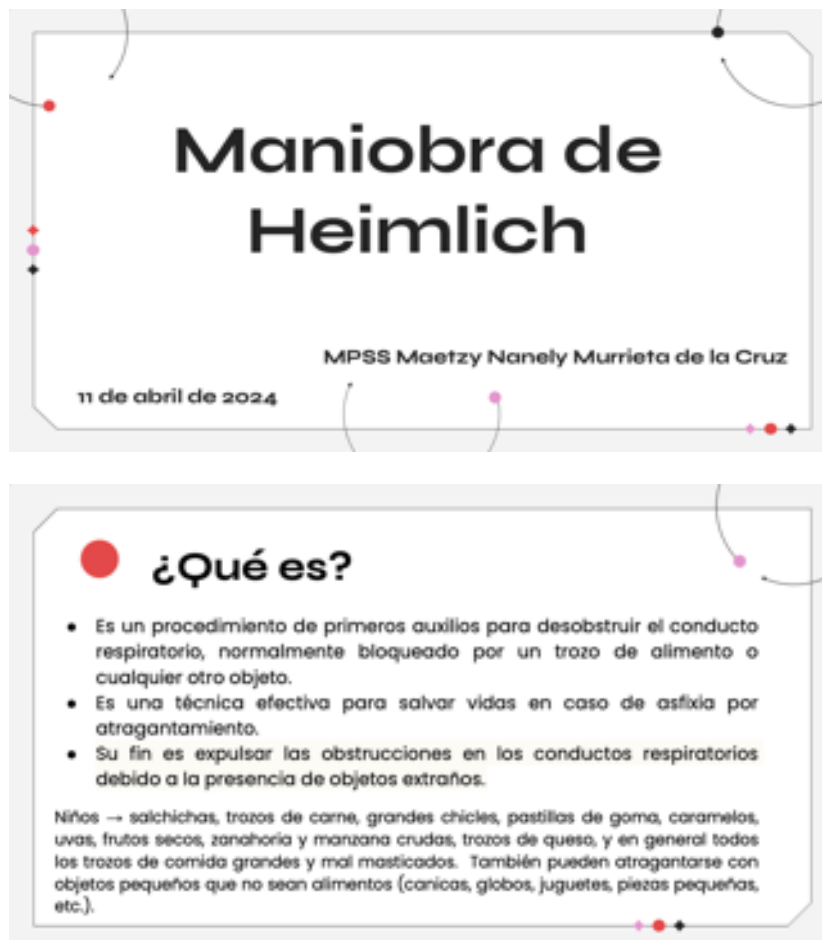 Maniobra de
Heimlich
MPSS Maetzy Nanely Murrieta de la Cruz
11 de abril de 2024
¿Qué es?
● Es un procedimiento de primeros auxilios para desobstruir el conducto
respiratorio, normalmente bloqueado por un trozo de alimento o
cualquier otro objeto.
● Es una técnica efectiva para salvar vidas en caso de asfixia por
atragantamiento.
● Su fin es expulsar las obstrucciones en los conductos respiratorios
debido a la presencia de objetos extraños.
Niños → salchichas, trozos de carne, grandes chicles, pastillas de goma, caramelos,
uvas, frutos secos, zanahoria y manzana crudas, trozos de queso, y en general todos
los trozos de comida grandes y mal masticados. También pueden atragantarse con
objetos pequeños que no sean alimentos (canicas, globos, juguetes, piezas pequeñas,
etc.).